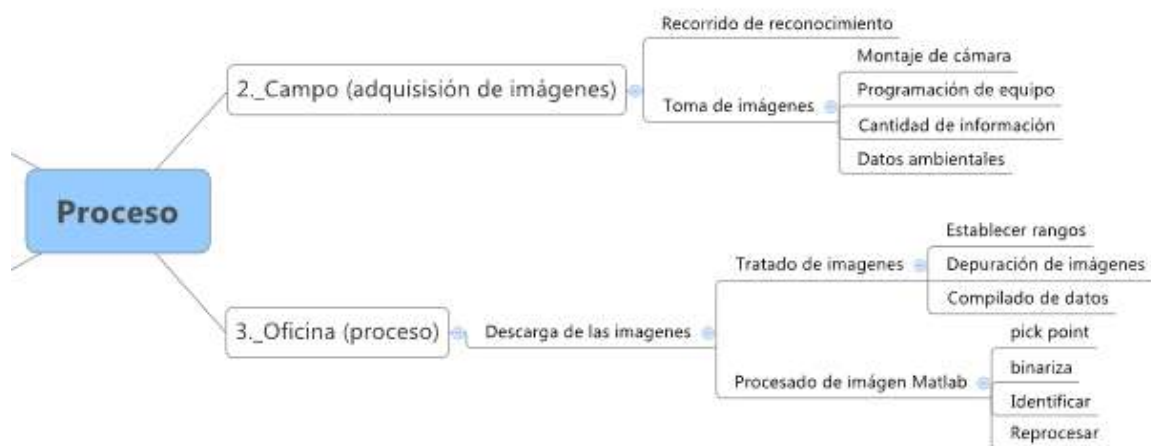 Proceso
2._Campo (adquisisión de imágenes)
Recorrido de reconocimiento
Toma de imágenes
Montaje de cámara
Programación de equipo
Cantidad de información
Datos ambientales
3._Oficina (proceso)
Descarga de las imagenes
Tratado de imagenes
Establecer rangos
Depuración de imágenes
Compilado de datos
Procesado de imágen Matlab
pick point
binariza
Identificar
Reprocesar